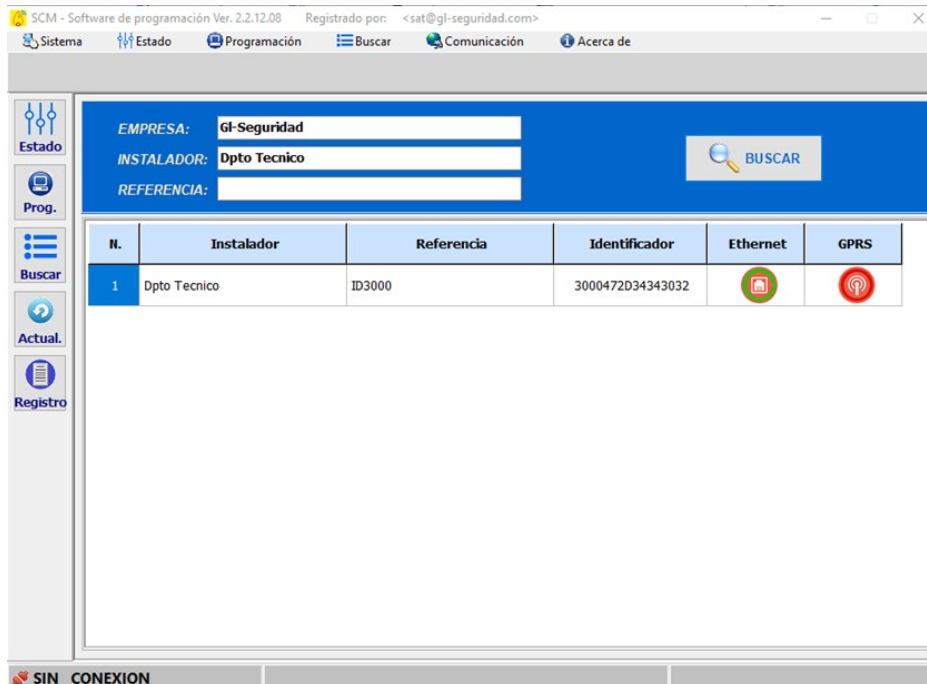 SCM - Software de programación Ver. 2.2.12.08 Registrado por: <sat@gl-seguridad.com>
Sistema Estado Programación Buscar Comunicación Acerca de
Estado
Prog.
Buscar
Actual.
Registro
EMPRESA: Gl-Seguridad
INSTALADOR: Dpto Tecnico
REFERENCIA:
BUSCAR
N. Instalador Referencia Identificador Ethernet GPRS
1 Dpto Tecnico ID3000 3000472D34343032
SIN CONEXION